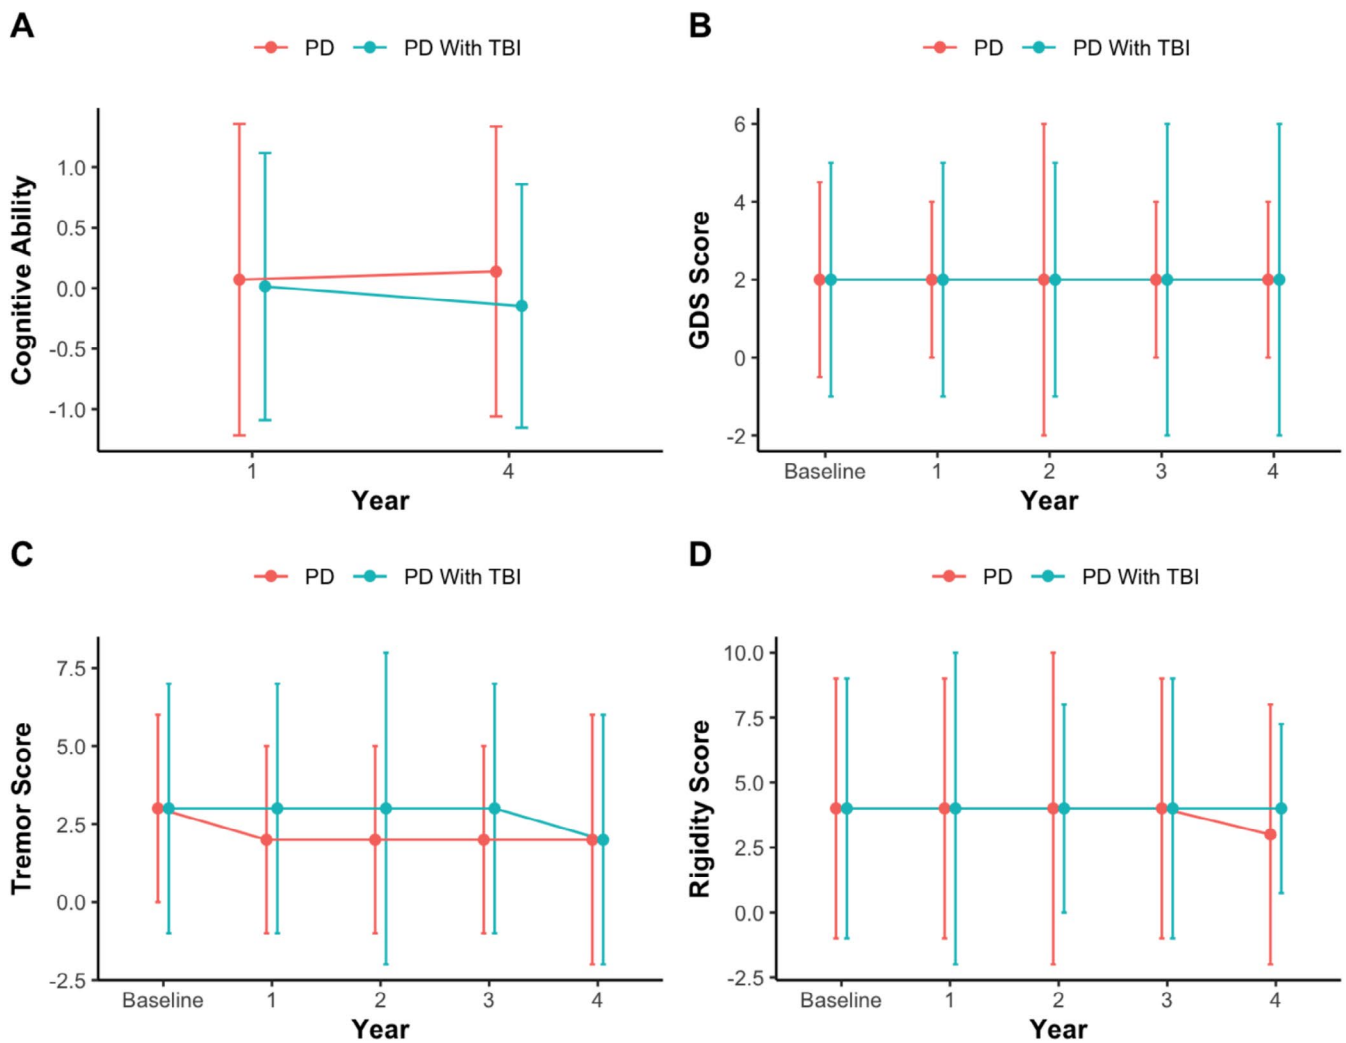 A
PD PD With TBI
Cognitive Ability
1.0
0.5
0.0
-0.5
-1.0
1 4
Year
B
PD PD With TBI
GDS Score
6
4
2
0
-2
Baseline 1 2 3 4
Year
C
PD PD With TBI
Tremor Score
7.5
5.0
2.5
0.0
-2.5
Baseline 1 2 3 4
Year
D
PD PD With TBI
Rigidity Score
10.0
7.5
5.0
2.5
0.0
-2.5
Baseline 1 2 3 4
Year